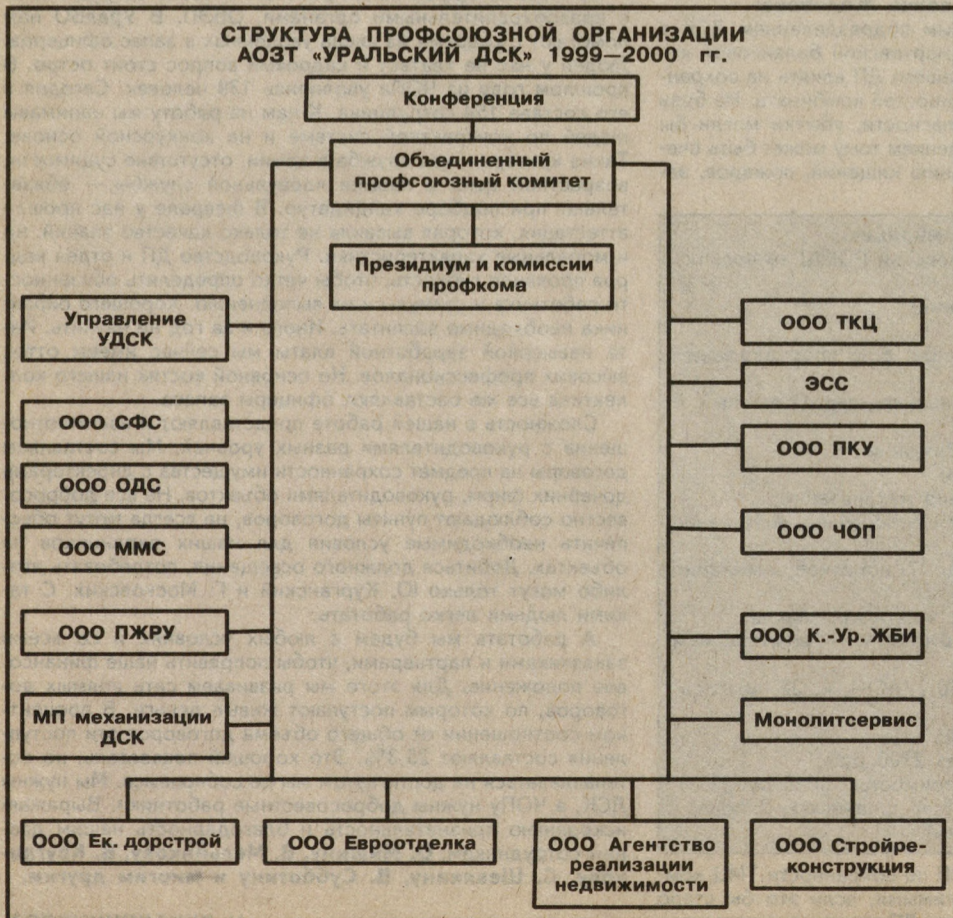 СТРУКТУРА ПРОФСОЮЗНОЙ ОРГАНИЗАЦИИ
АОЗТ «УРАЛЬСКИЙ ДСК» 1999—2000 гг.
Конференция
Объединенный
профсоюзный комитет
Президиум и комиссии
профкома
Управление
УДСК
ООО СФС
ООО ОДС
ООО ММС
ООО ПЖРУ
МП механизации
ДСК
ООО ТКЦ
ЭСС
ООО ПКУ
ООО ЧОП
ООО К.-Ур. ЖБИ
Монолитсервис
ООО Ек. дорстрой
ООО Евроотделка
ООО Агентство
реализации
недвижимости
ООО Стройре-
конструкция